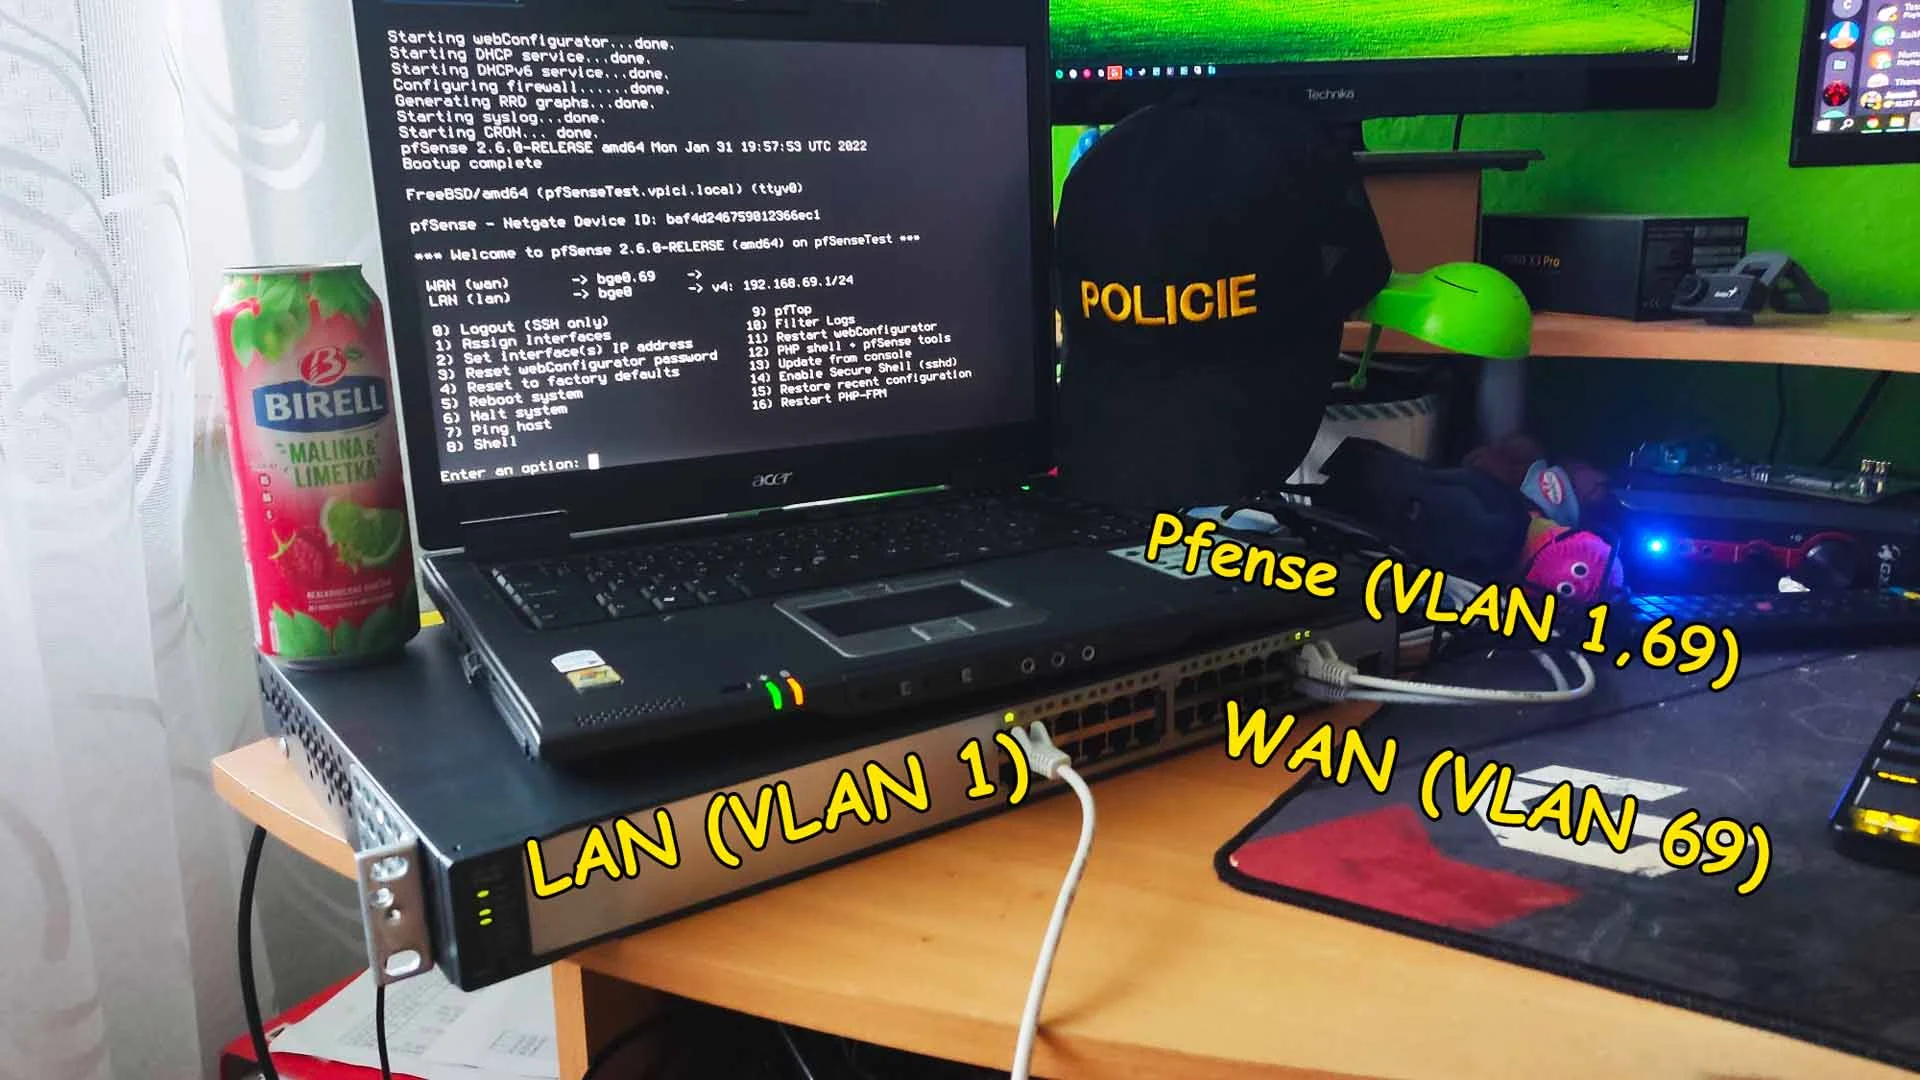 Starting webConfigurator...done.
Starting DHCP service...done.
Starting DHCPv6 service...done.
Configuring firewall......done.
Generating RRD graphs...done.
Starting syslog...done.
Starting CRON... done.
pfSense 2.6.0-RELEASE amd64 Mon Jan 31 19:57:53 UTC 2022
Bootup complete
FreeBSD/amd64 (pfSenseTest.vpici.local) (ttyv0)
pfSense - Netgate Device ID: baf4d246759012366ec1
*** Welcome to pfSense 2.6.0-RELEASE (amd64) on pfSenseTest ***
WAN (wan) -> bge0.69 ->
LAN (lan) -> bge0 -> v4: 192.168.69.1/24
0) Logout (SSH only)
1) Assign Interfaces
2) Set interface(s) IP address
3) Reset webConfigurator password
4) Reset to factory defaults
5) Reboot system
6) Halt system
7) Ping host
8) Shell
9) pfTop
10) Filter Logs
11) Restart webConfigurator
12) PHP shell + pfSense tools
13) Update from console
14) Enable Secure Shell (sshd)
15) Restore recent configuration
16) Restart PHP-FPM
Enter an option:
acer
Technika
POLICIE
X3 Pro
BIRELL
MALINA &
LIMETKA
Pfense (VLAN 1,69)
WAN (VLAN 69)
LAN (VLAN 1)